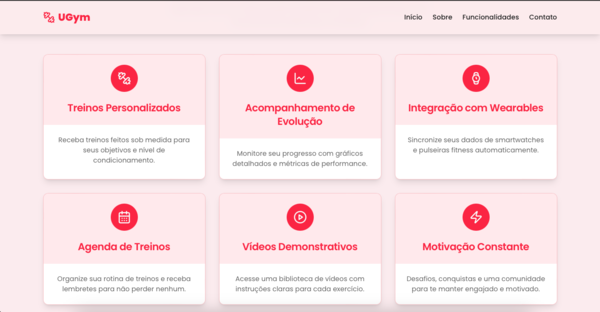 UGym
Início Sobre Funcionalidades Contato
Treinos Personalizados
Receba treinos feitos sob medida para
seus objetivos e nível de
condicionamento.
Acompanhamento de
Evolução
Monitore seu progresso com gráficos
detalhados e métricas de performance.
Integração com Wearables
Sincronize seus dados de smartwatches
e pulseiras fitness automaticamente.
Agenda de Treinos
Organize sua rotina de treinos e receba
lembretes para não perder nenhum.
Vídeos Demonstrativos
Acesse uma biblioteca de vídeos com
instruções claras para cada exercício.
Motivação Constante
Desafios, conquistas e uma comunidade
para te manter engajado e motivado.